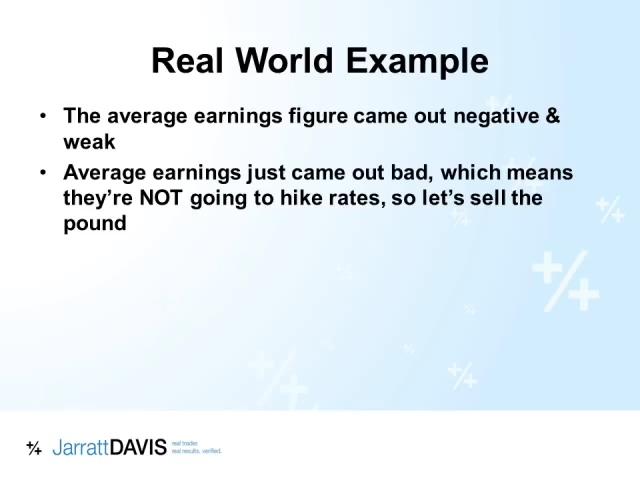 Real World Example
• The average earnings figure came out negative &
weak
• Average earnings just came out bad, which means
they're NOT going to hike rates, so let's sell the
pound
JarrattDAVIS
real trades
real results. verified.